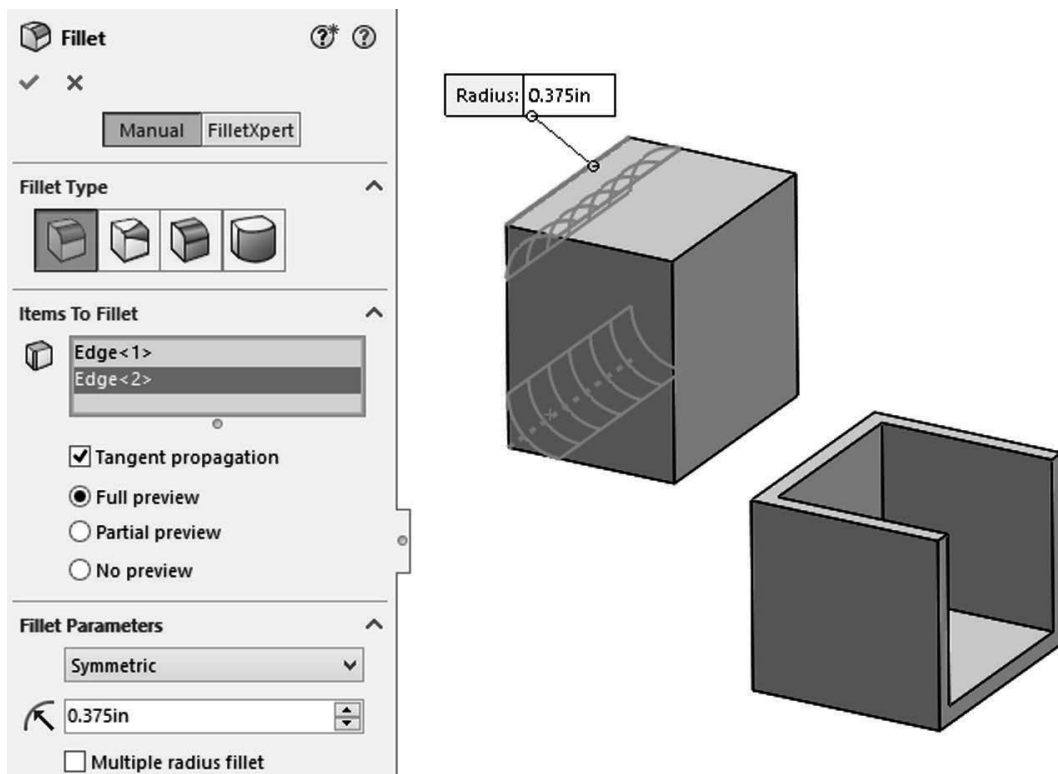 Fillet
Manual FilletXpert
Fillet Type
Items To Fillet
Edge<1>
Edge<2>
Tangent propagation
Full preview
Partial preview
No preview
Fillet Parameters
Symmetric
0.375in
Multiple radius fillet
Radius: 0.375in